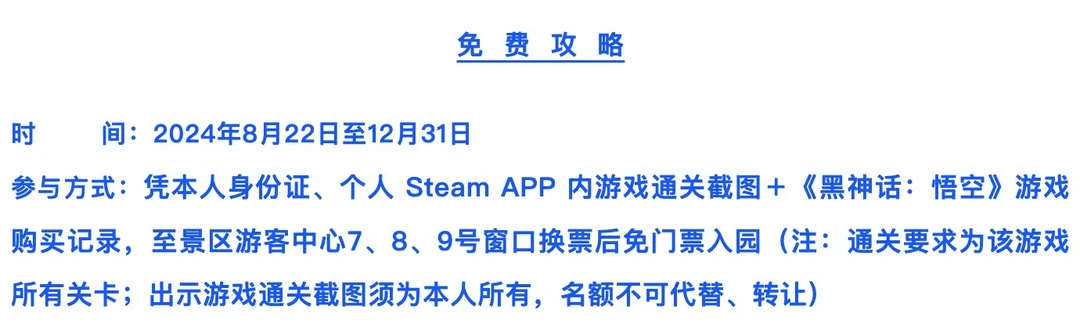 免 费 攻 略
时 间：2024年8月22日至12月31日
参与方式：凭本人身份证、个人 Steam APP 内游戏通关截图＋《黑神话：悟空》游戏
购买记录，至景区游客中心7、8、9号窗口换票后免门票入园（注：通关要求为该游戏
所有关卡；出示游戏通关截图须为本人所有，名额不可代替、转让）